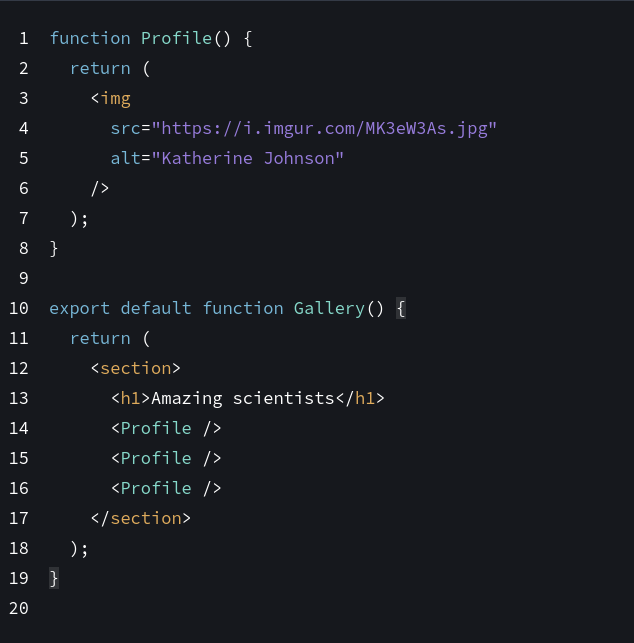 1 function Profile() {
2   return (
3     <img
4       src="https://i.imgur.com/MK3eW3As.jpg"
5       alt="Katherine Johnson"
6     />
7   );
8 }
9
10 export default function Gallery() {
11   return (
12     <section>
13       <h1>Amazing scientists</h1>
14       <Profile />
15       <Profile />
16       <Profile />
17     </section>
18   );
19 }
20